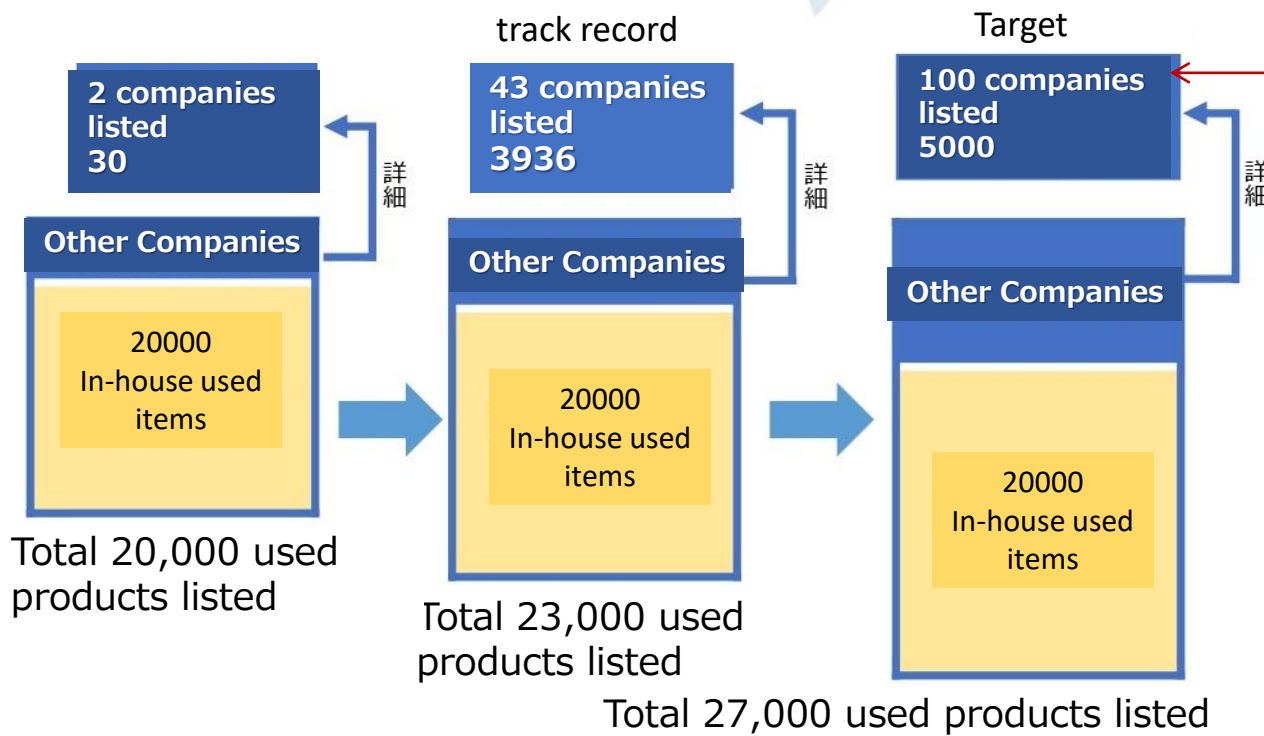 track record
Target
2 companies
listed
30
詳細
Other Companies
20000
In-house used
items
Total 20,000 used
products listed
43 companies
listed
3936
詳細
Other Companies
20000
In-house used
items
Total 23,000 used
products listed
100 companies
listed
5000
詳細
Other Companies
20000
In-house used
items
Total 27,000 used products listed